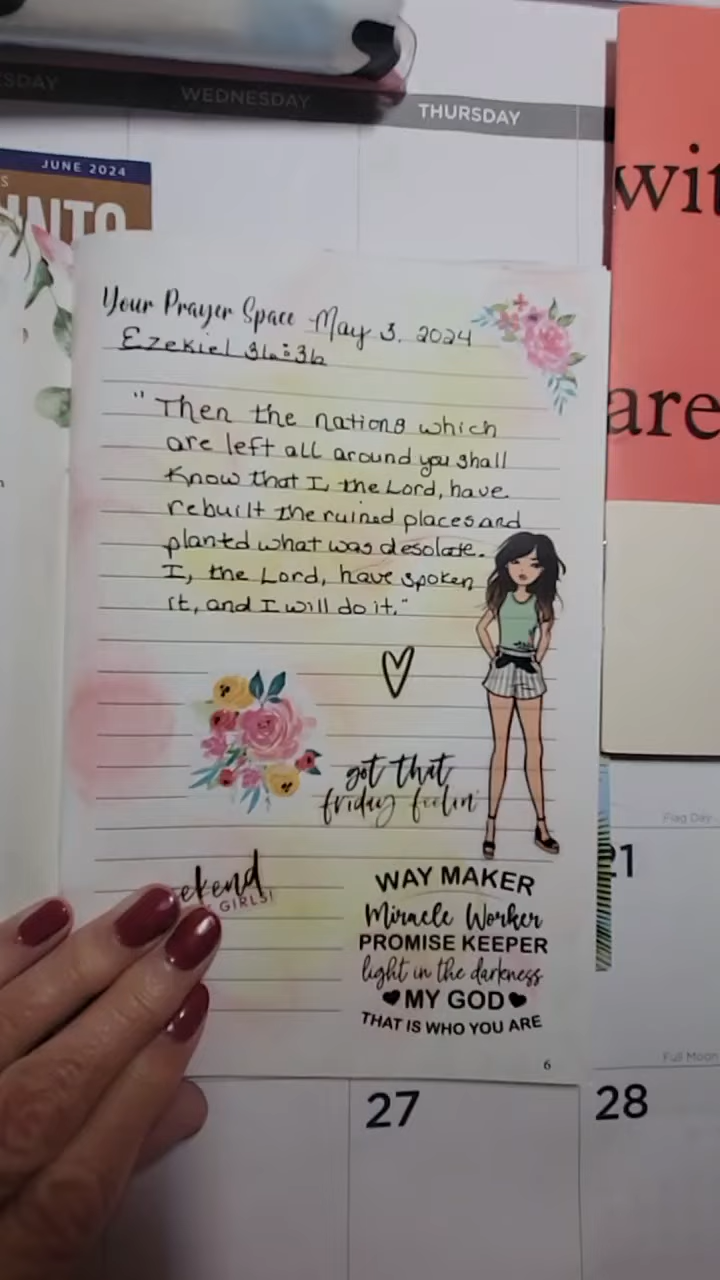 SDAY
WEDNESDAY
THURSDAY
JUNE 2024
S
INTO
wit
are
Your Prayer Space May 3, 2024
Ezekiel 36:36
"Then the nations which
are left all around you shall
know that I, the Lord, have
rebuilt the ruined places and
planted what was desolate.
I, the Lord, have spoken
it, and I will do it."
got that
friday feelin'
ekend
GIRLS!
WAY MAKER
Miracle Worker
PROMISE KEEPER
light in the darkness
MY GOD
THAT IS WHO YOU ARE
6
Flag Day
21
Full Moon
27
28